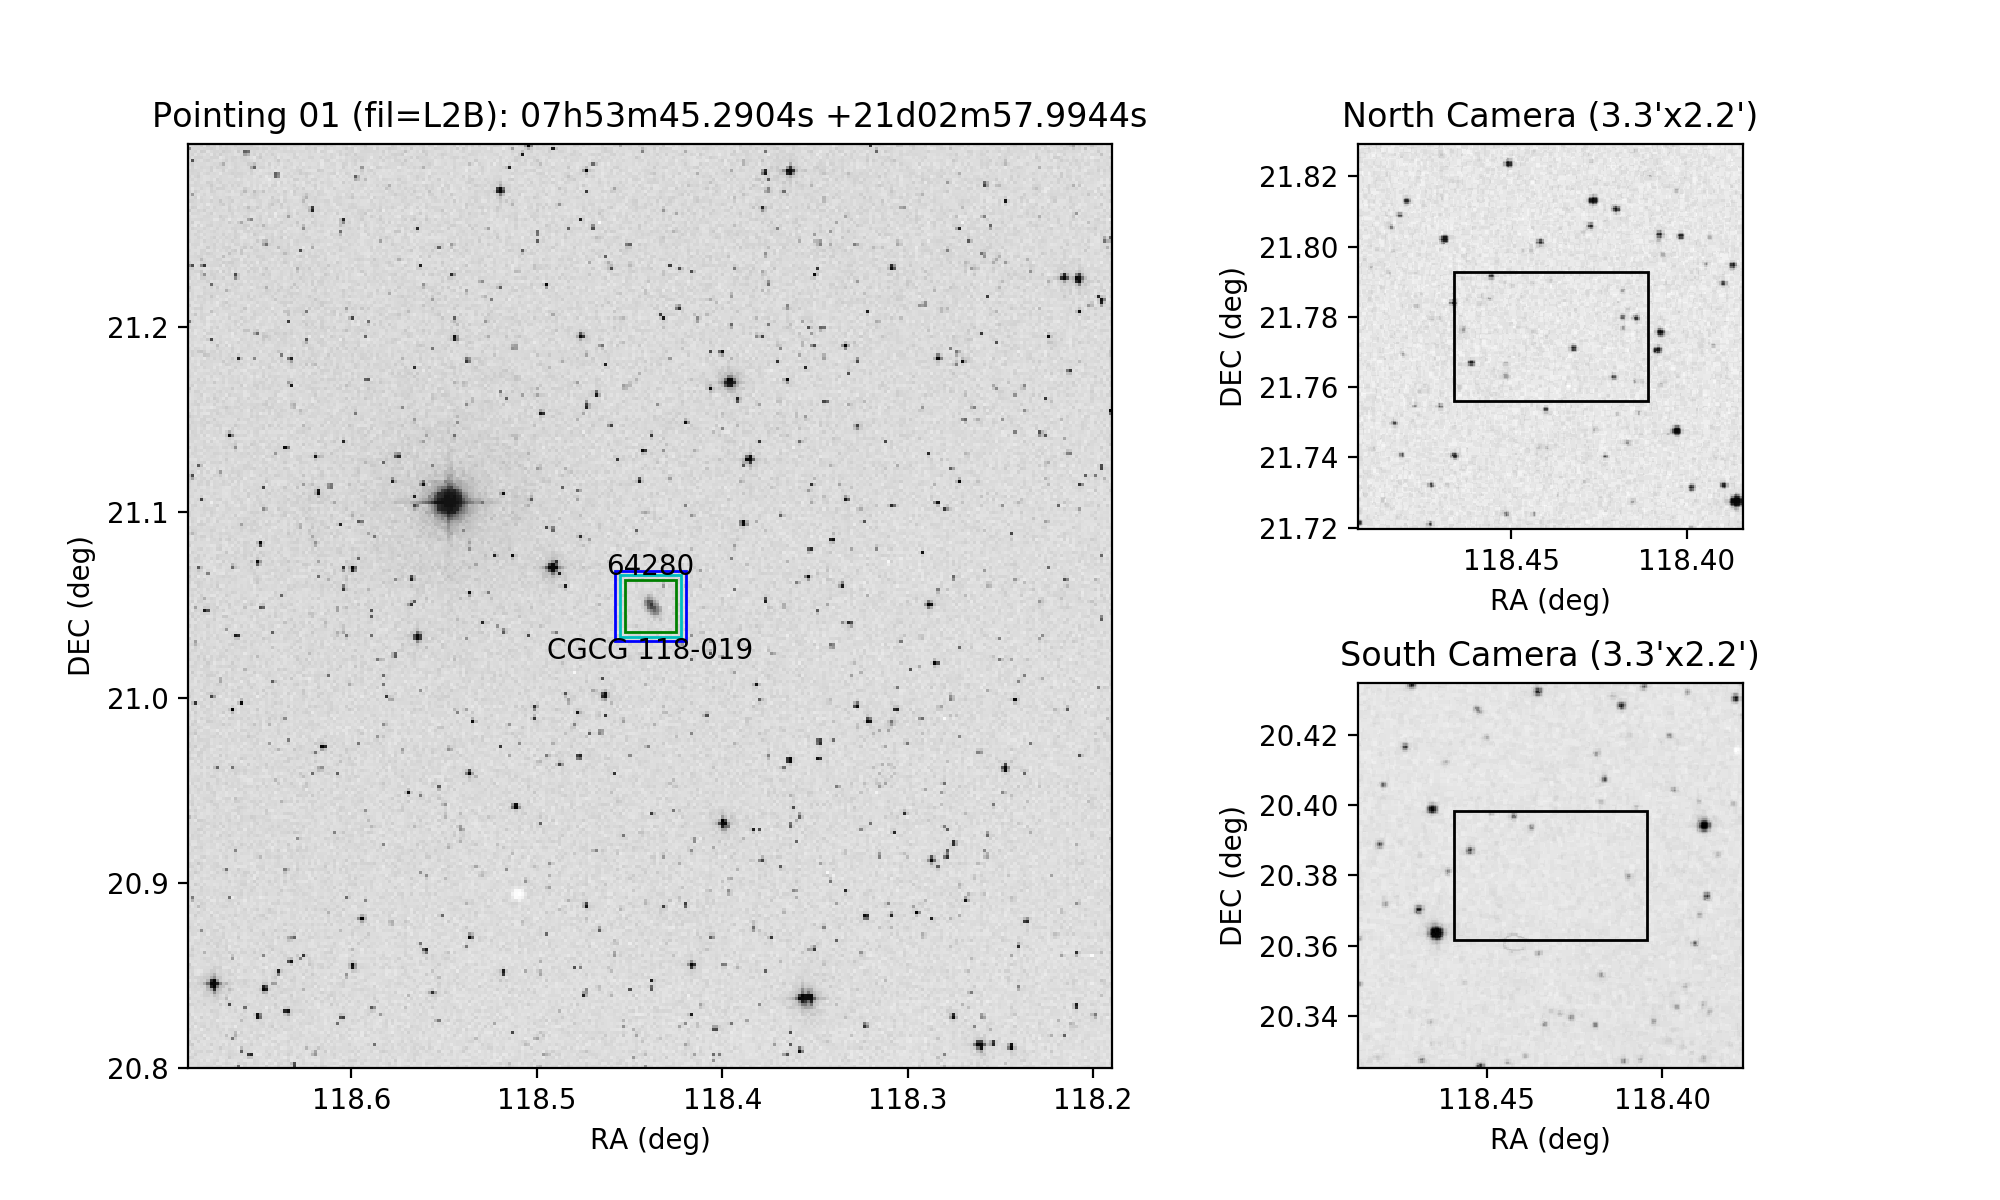 Pointing 01 (fil=L2B): 07h53m45.2904s +21d02m57.9944s
DEC (deg)
21.2
21.1
21.0
20.9
20.8
64280
CGCG 118-019
118.6 118.5 118.4 118.3 118.2
RA (deg)
North Camera (3.3'x2.2')
DEC (deg)
21.82
21.80
21.78
21.76
21.74
21.72
118.45 118.40
RA (deg)
South Camera (3.3'x2.2')
DEC (deg)
20.42
20.40
20.38
20.36
20.34
118.45 118.40
RA (deg)